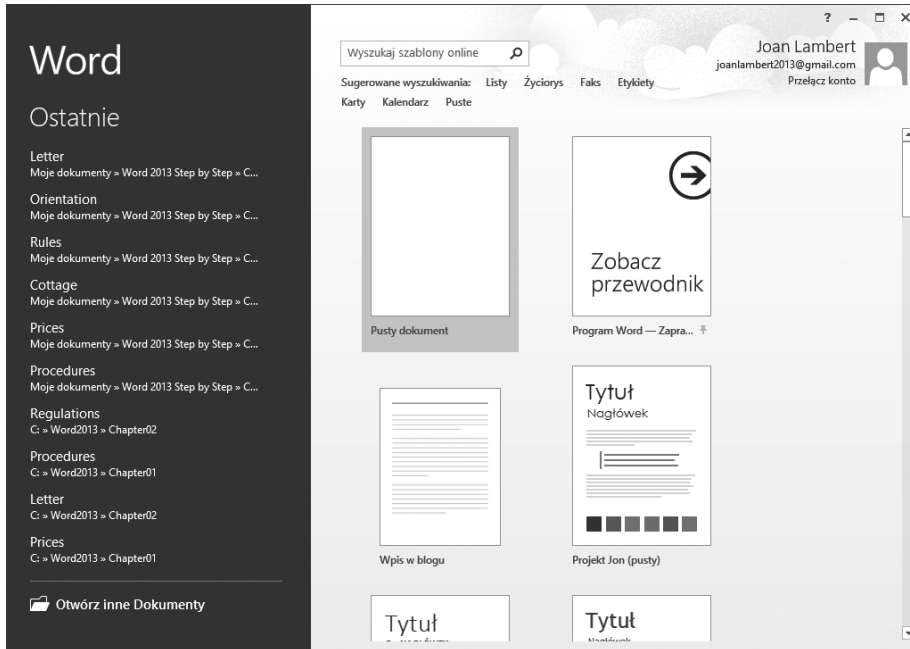 Word
Ostatnie
Letter
Moje dokumenty » Word 2013 Step by Step » C...
Orientation
Moje dokumenty » Word 2013 Step by Step » C...
Rules
Moje dokumenty » Word 2013 Step by Step » C...
Cottage
Moje dokumenty » Word 2013 Step by Step » C...
Prices
Moje dokumenty » Word 2013 Step by Step » C...
Procedures
Moje dokumenty » Word 2013 Step by Step » C...
Regulations
C: » Word2013 » Chapter02
Procedures
C: » Word2013 » Chapter01
Letter
C: » Word2013 » Chapter02
Prices
C: » Word2013 » Chapter01
Otwórz inne Dokumenty
?
Wyszukaj szablony online
Joan Lambert
joanlambert2013@gmail.com
Przełącz konto
Sugerowane wyszukiwania: Listy Życiorys Faks Etykiety
Karty Kalendarz Puste
Pusty dokument
Zobacz
przewodnik
Program Word — Zapra...
Wpis w blogu
Tytuł
Nagłówek
Projekt Jon (pusty)
Tytuł
Tytuł
Nagłówek